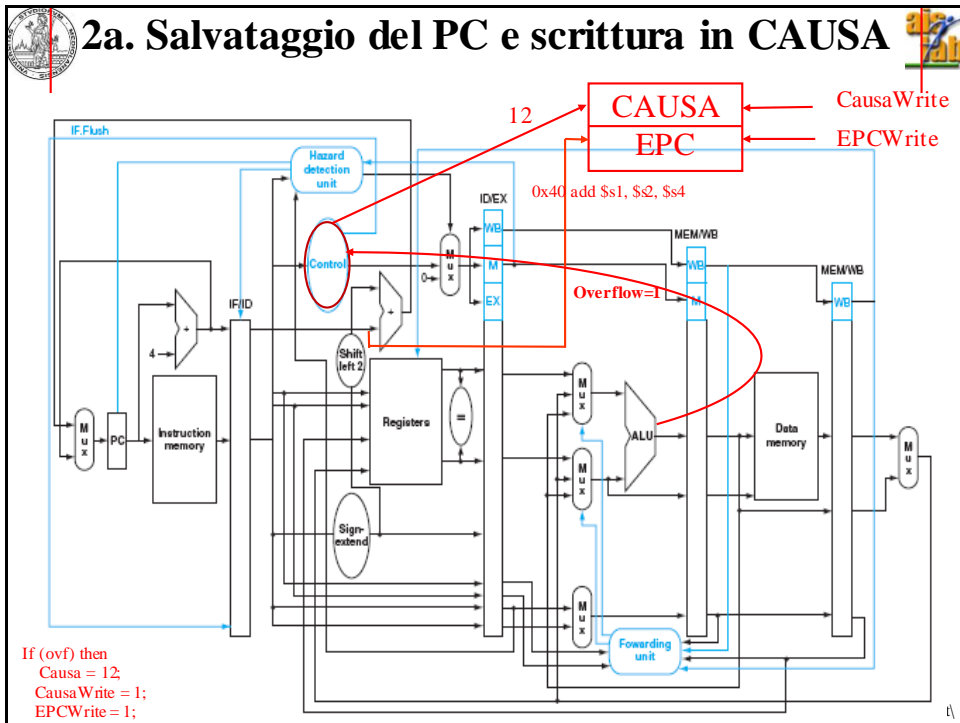 2a. Salvataggio del PC e scrittura in CAUSA
CAUSA
EPC
CausaWrite
EPCWrite
12
IF.Flush
Hazard
detection
unit
0x40 add $s1, $s2, $s4
ID/EX
WB
M
EX
MEM/WB
WB
M
MEM/WB
WB
Control
M
u
x
0
Overflow=1
IF/ID
+
4
+
Shift
left 2
M
u
x
PC
Instruction
memory
Registers
=
M
u
x
M
u
x
ALU
Data
memory
M
u
x
Sign-
extend
M
u
x
Fowarding
unit
If (ovf) then
Causa = 12;
CausaWrite = 1;
EPCWrite = 1;